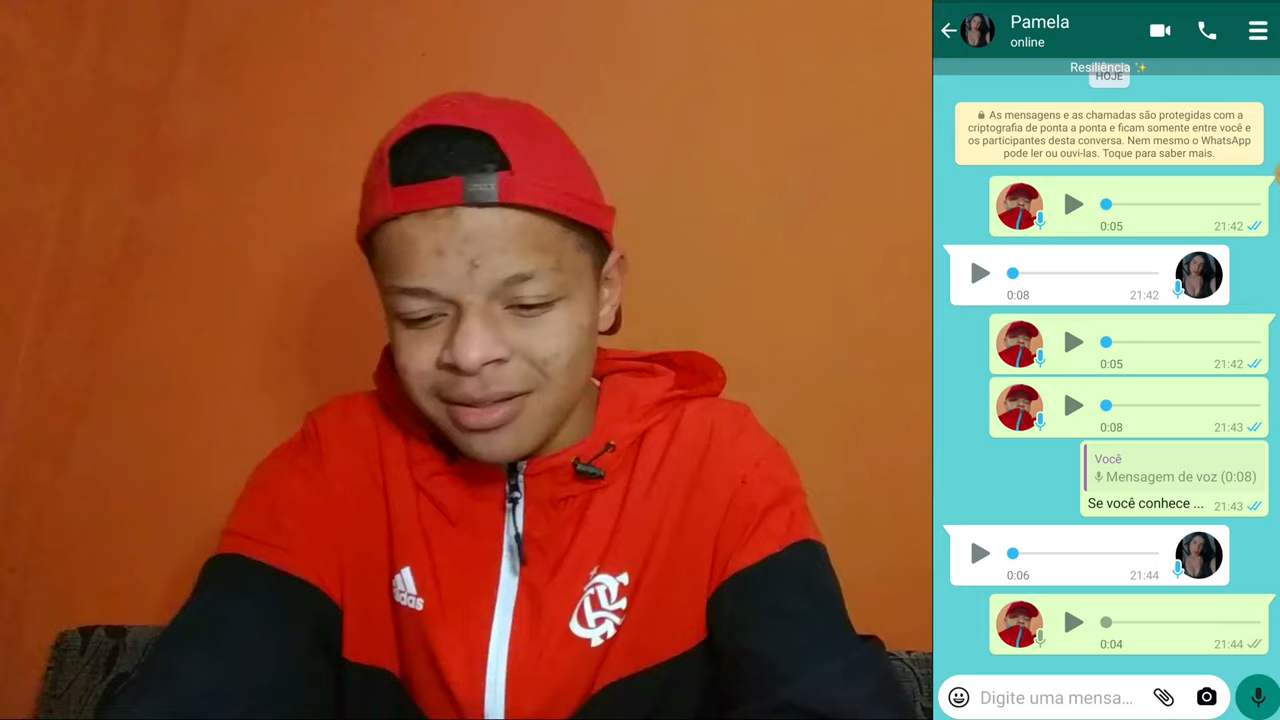 Pamela
online
Resiliência ✨
HOJE
As mensagens e as chamadas são protegidas com a
criptografia de ponta a ponta e ficam somente entre você e
os participantes desta conversa. Nem mesmo o WhatsApp
pode ler ou ouvi-las. Toque para saber mais.
0:05 21:42
0:08 21:42
0:05 21:42
0:08 21:43
Você
Mensagem de voz (0:08)
Se você conhece ... 21:43
0:06 21:44
0:04 21:44
Digite uma mensa...
adidas
CRF